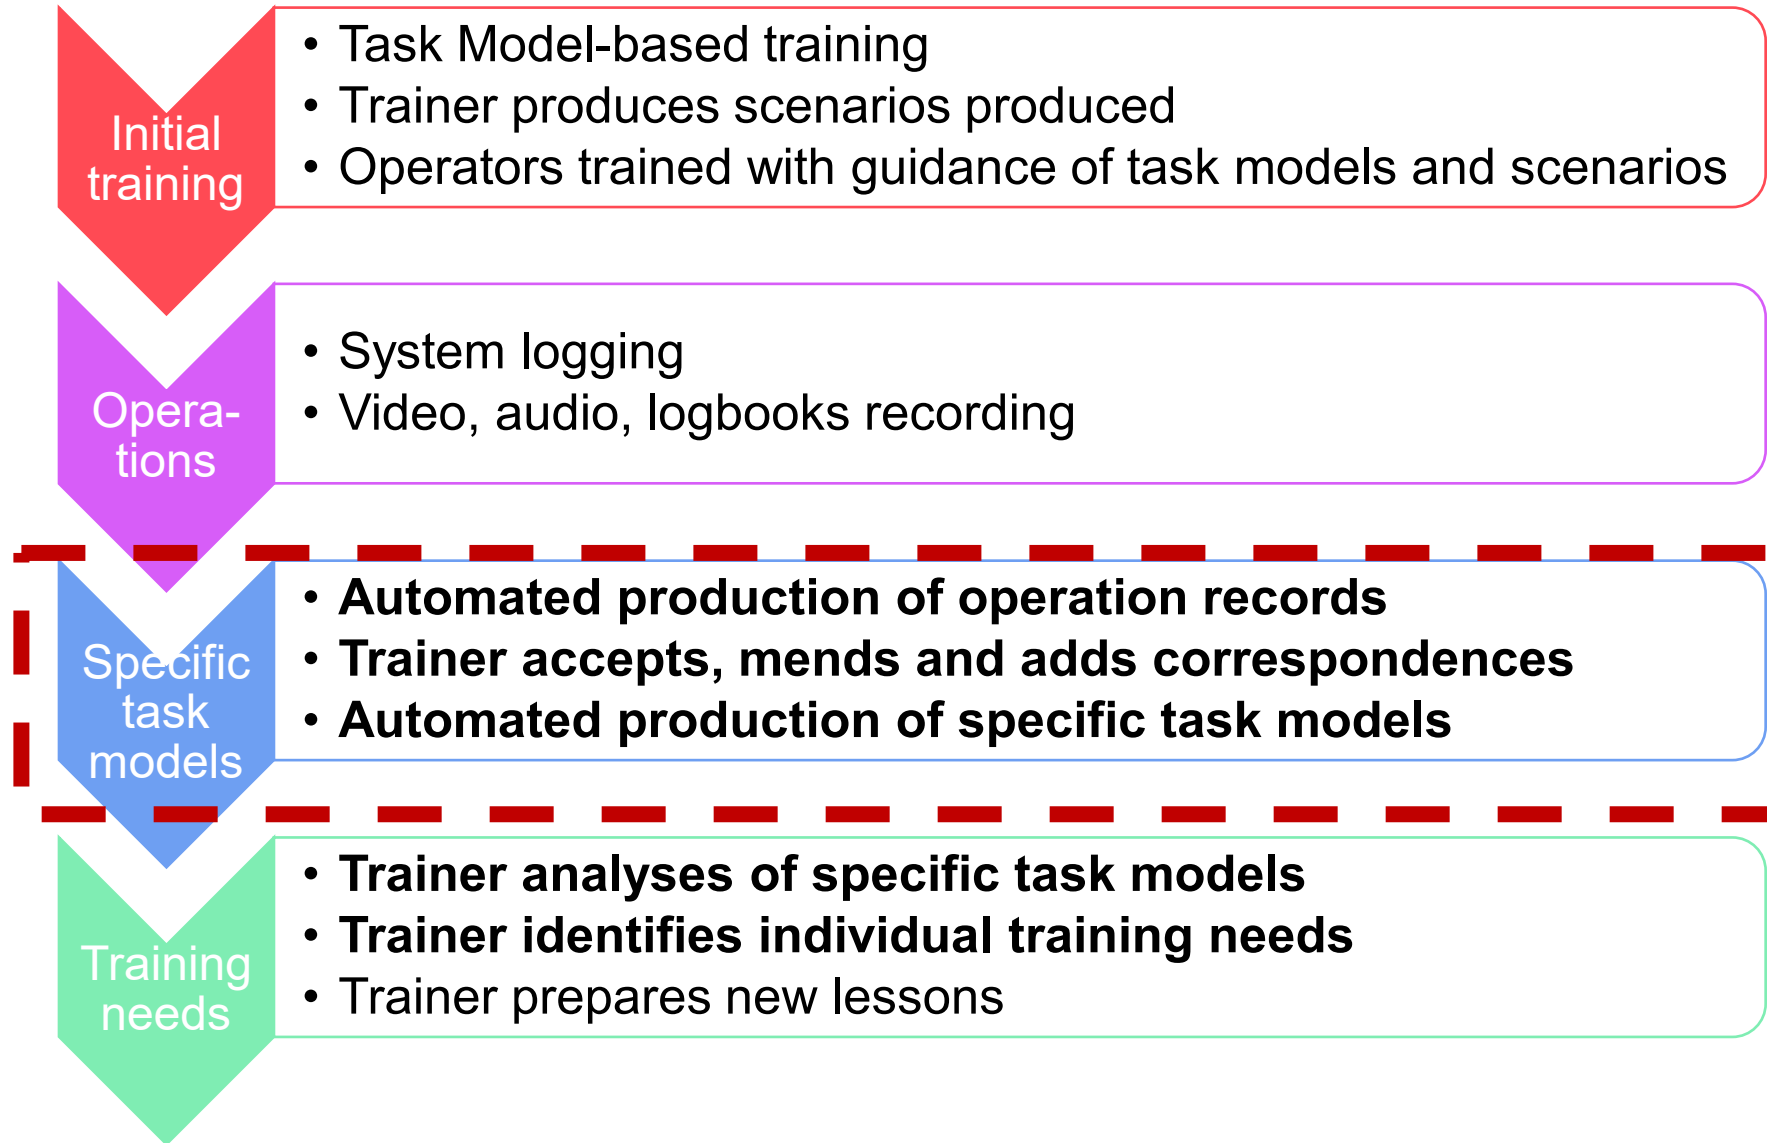 Initial
training
• Task Model-based training
• Trainer produces scenarios produced
• Operators trained with guidance of task models and scenarios
Opera-
tions
• System logging
• Video, audio, logbooks recording
Specific
task
models
• Automated production of operation records
• Trainer accepts, mends and adds correspondences
• Automated production of specific task models
Training
needs
• Trainer analyses of specific task models
• Trainer identifies individual training needs
• Trainer prepares new lessons